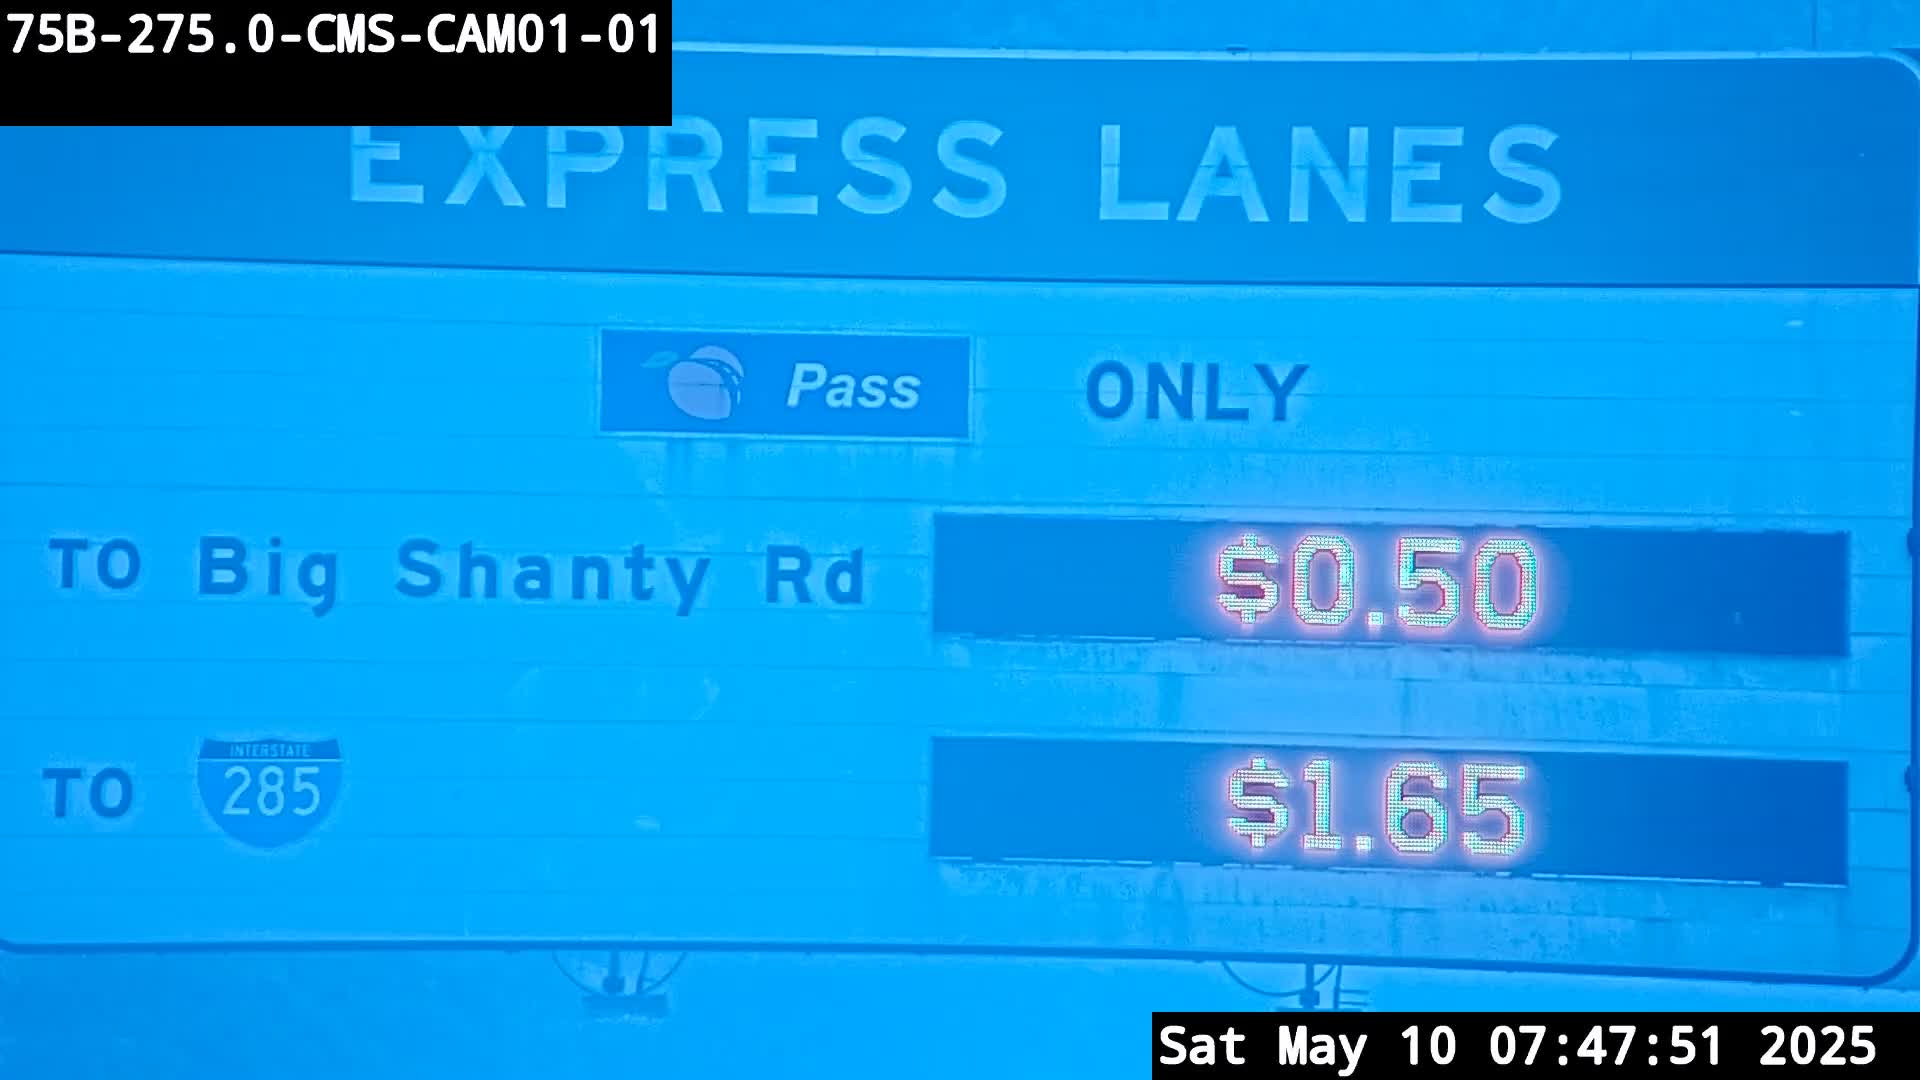 75B-275.0-CMS-CAM01-01
EXPRESS LANES
Pass ONLY
TO Big Shanty Rd $0.50
TO INTERSTATE 285 $1.65
Sat May 10 07:47:51 2025